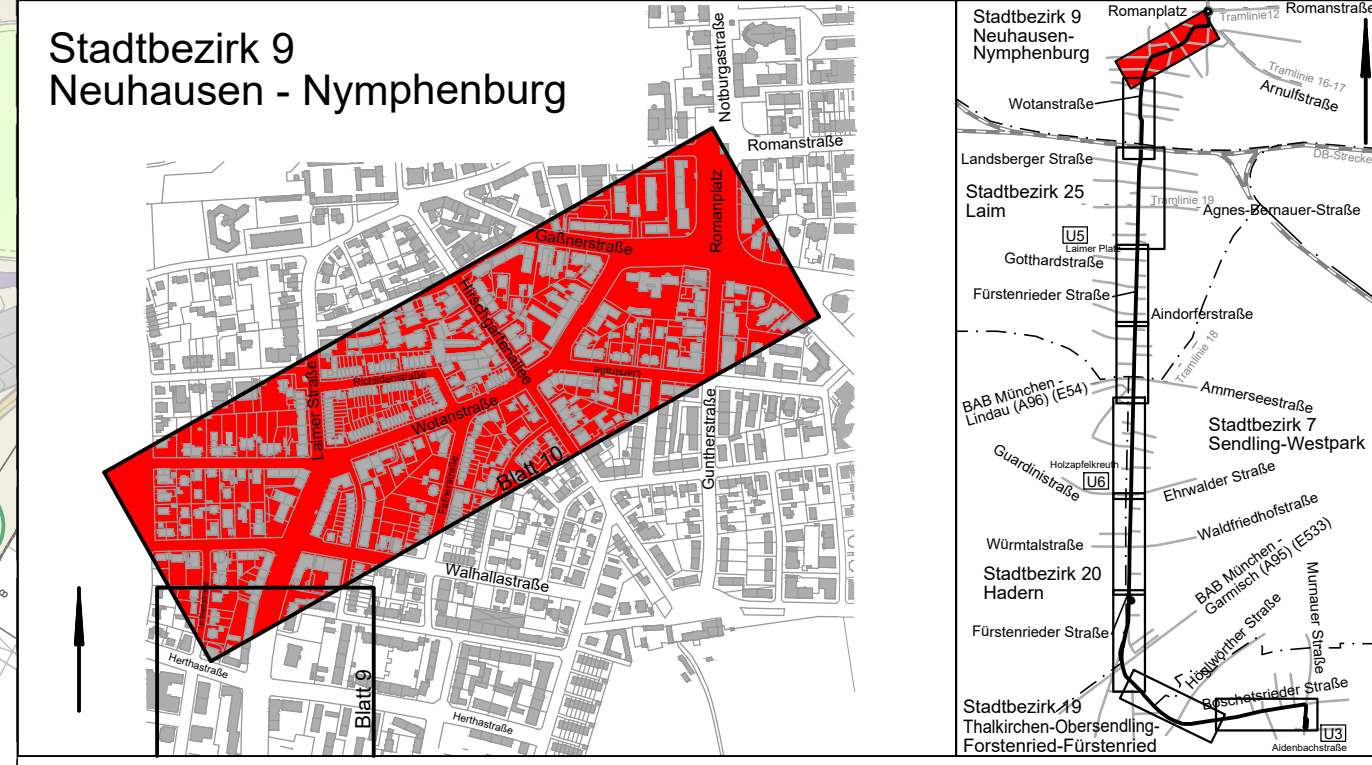 Stadtbezirk 9
Neuhausen - Nymphenburg
Notburgastraße
Romanstraße
Romanplatz
Gaßnerstraße
Hirschgartenallee
Laimer Straße
Richildenstraße
Wotanstraße
Lierstraße
Guntherstraße
Blatt 10
Walhallastraße
Herthastraße
Blatt 9
Herthastraße
Stadtbezirk 9
Neuhausen-
Nymphenburg
Romanplatz
Tramlinie12
Romanstraße
Tramlinie 16-17
Arnulfstraße
Wotanstraße
Landsberger Straße
DB-Strecke
Stadtbezirk 25
Laim
Tramlinie 19
Agnes-Bernauer-Straße
U5
Laimer Platz
Gotthardstraße
Fürstenrieder Straße
Aindorferstraße
Tramlinie 18
BAB München -
Lindau (A96) (E54)
Ammerseestraße
Stadtbezirk 7
Sendling-Westpark
Guardinistraße
Holzapfelkreuth
U6
Ehrwalder Straße
Waldfriedhofstraße
Würmtalstraße
Stadtbezirk 20
Hadern
BAB München -
Garmisch (A95) (E533)
Murnauer Straße
Fürstenrieder Straße
Höglwörther Straße
Boschetsrieder Straße
Stadtbezirk 19
Thalkirchen-Obersendling-
Forstenried-Fürstenried
U3
Aidenbachstraße
8